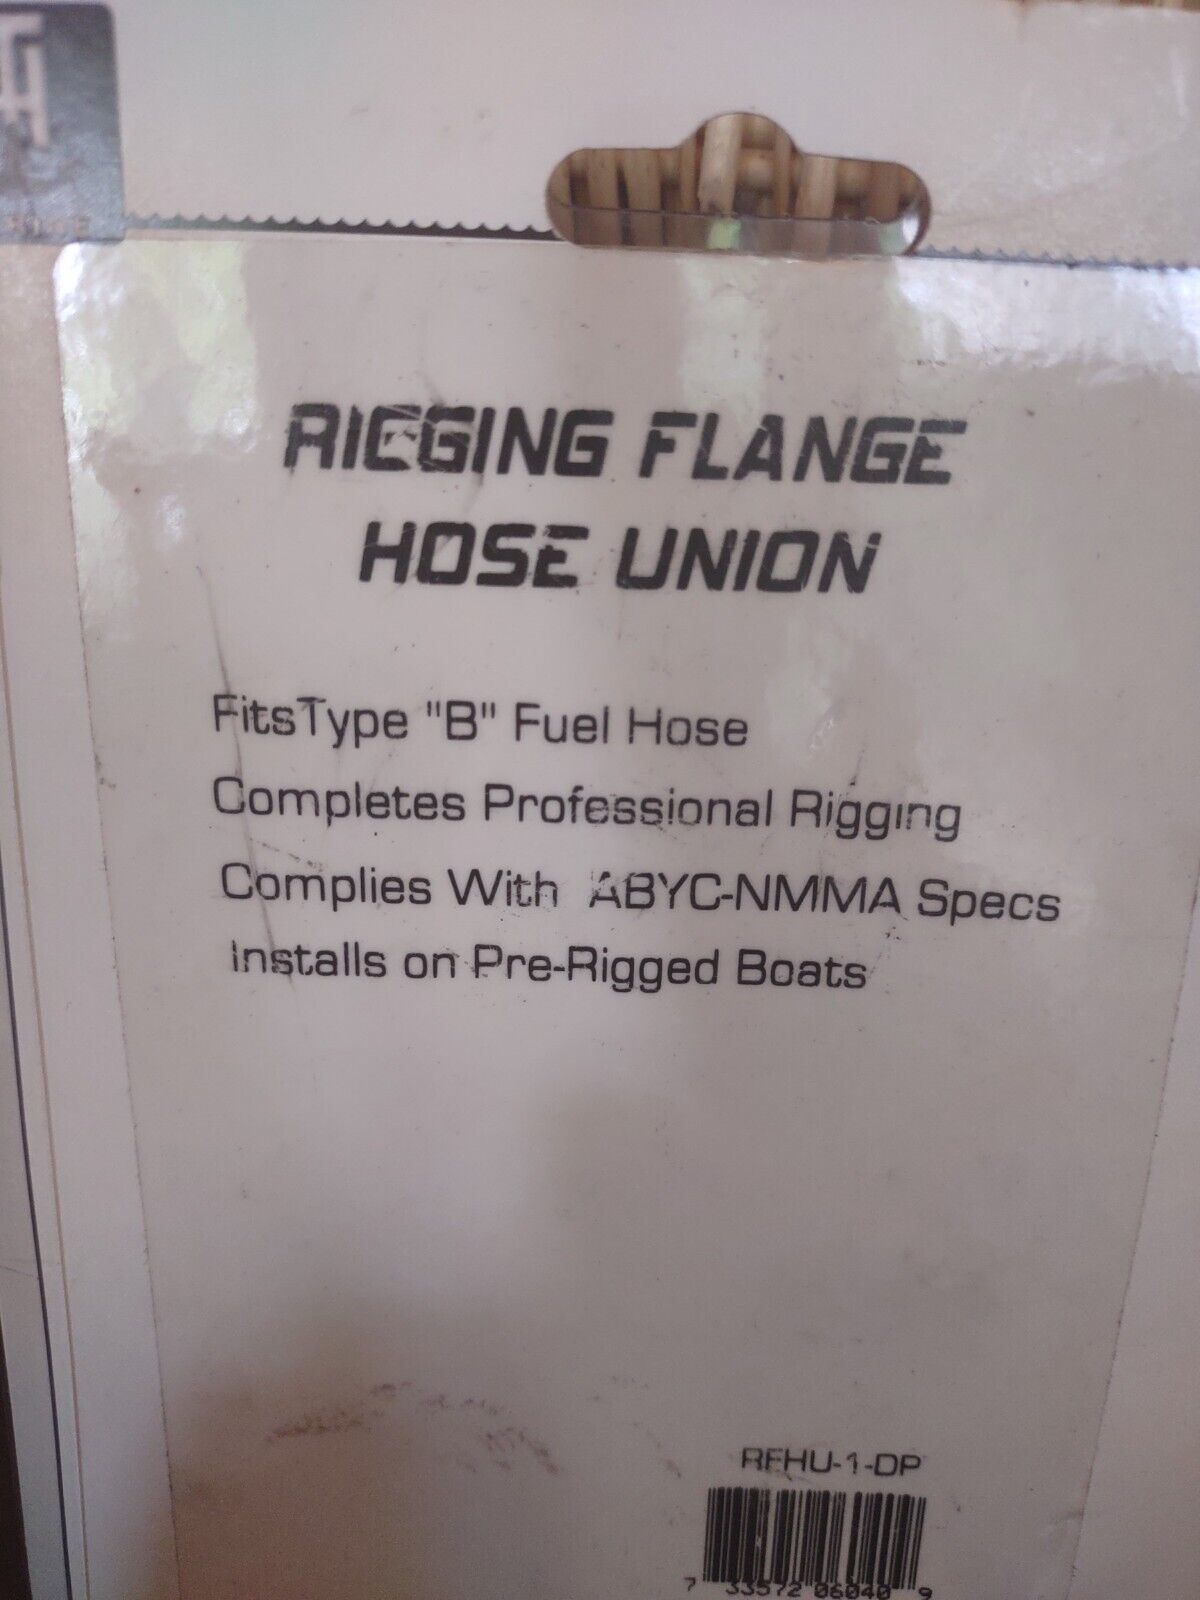 RIGGING FLANGE
HOSE UNION
FitsType "B" Fuel Hose
Completes Professional Rigging
Complies With ABYC-NMMA Specs
Installs on Pre-Rigged Boats
RFHU-1-DP
7 33572 06040 9